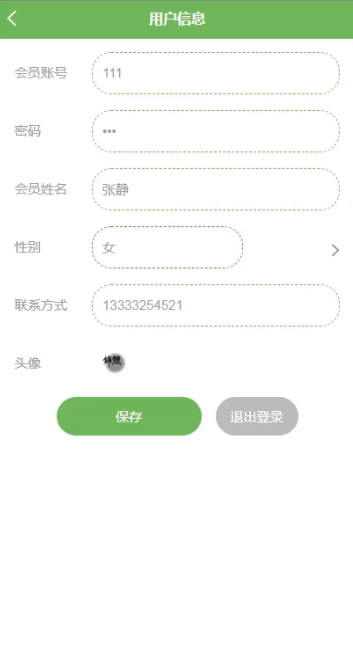 用户信息
会员账号 111
密码 •••
会员姓名 张静
性别 女
联系方式 13333254521
头像
保存 退出登录